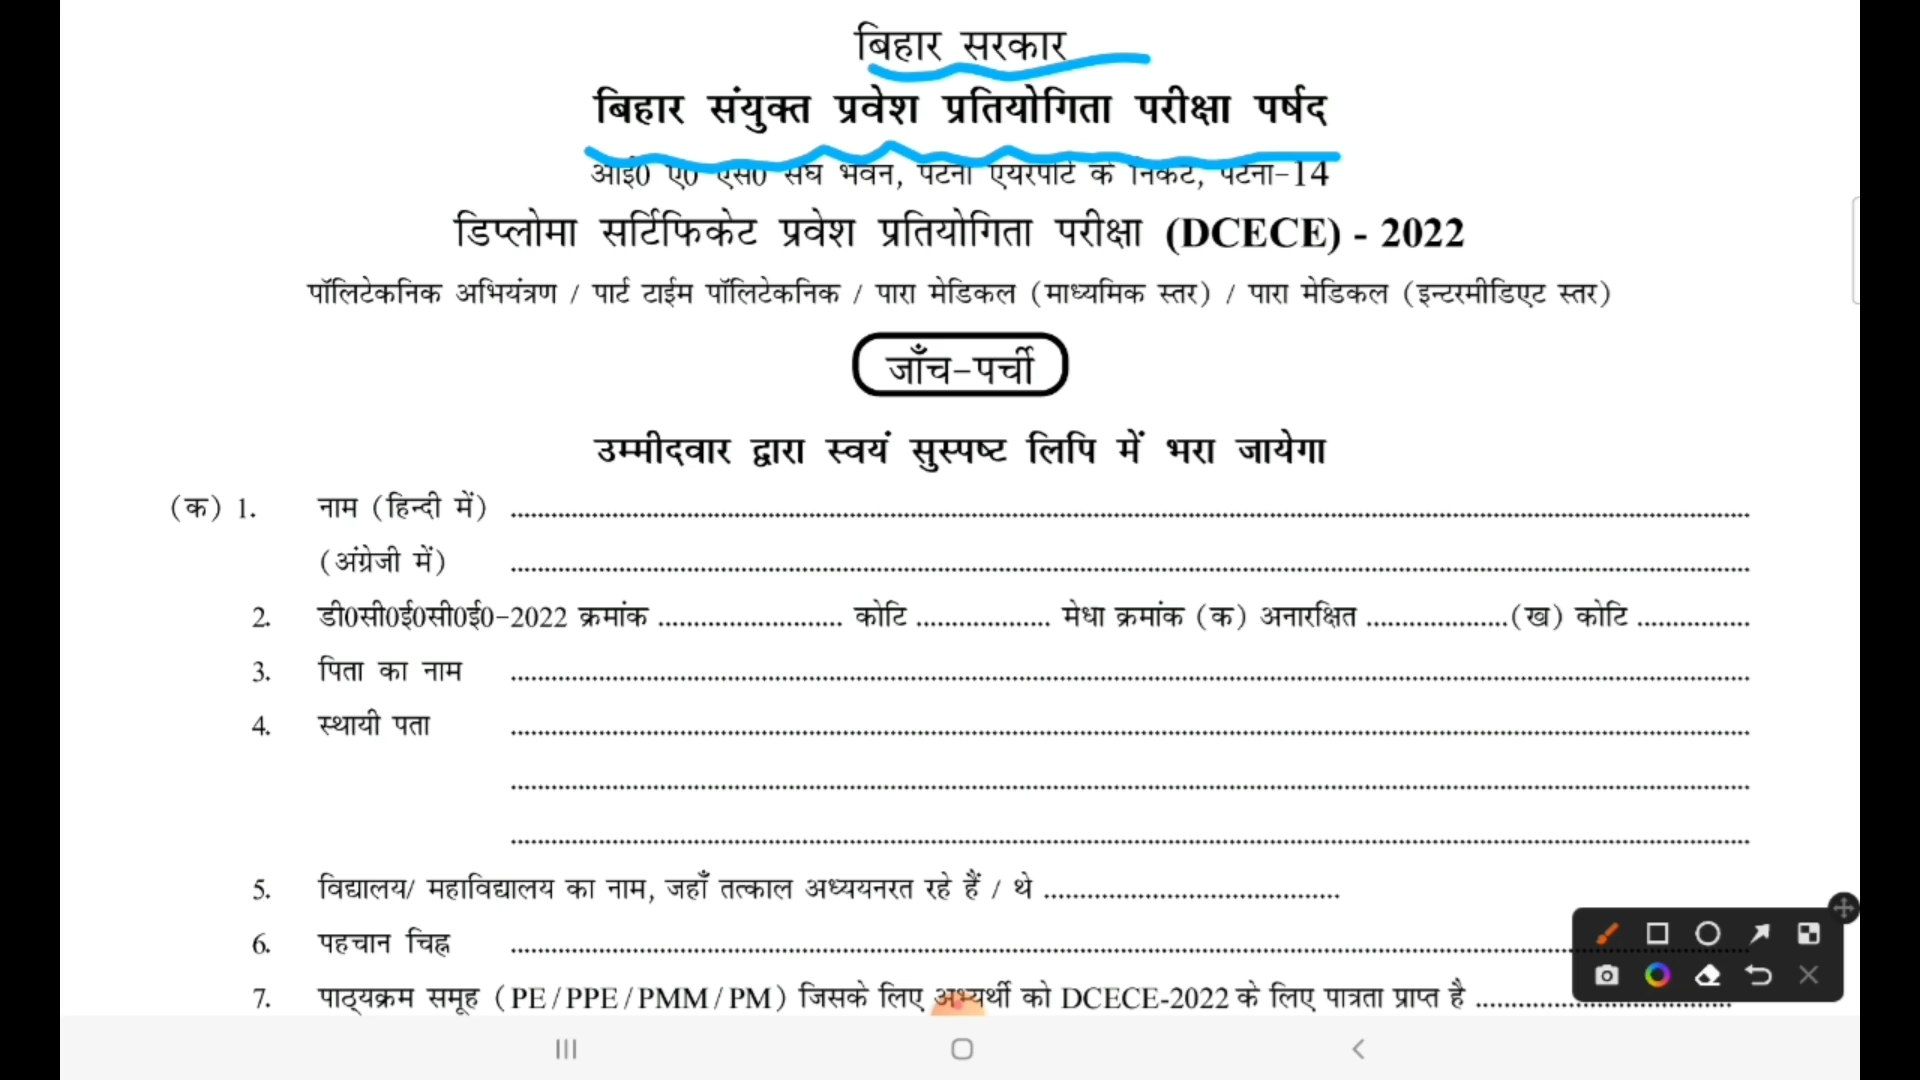 बिहार सरकार
बिहार संयुक्त प्रवेश प्रतियोगिता परीक्षा पर्षद
आई0 ए0 एस0 संघ भवन, पटना एयरपोर्ट के निकट, पटना-14
डिप्लोमा सर्टिफिकेट प्रवेश प्रतियोगिता परीक्षा (DCECE) - 2022
पॉलिटेकनिक अभियंत्रण / पार्ट टाईम पॉलिटेकनिक / पारा मेडिकल (माध्यमिक स्तर) / पारा मेडिकल (इन्टरमीडिएट स्तर)
जाँच-पर्ची
उम्मीदवार द्वारा स्वयं सुस्पष्ट लिपि में भरा जायेगा
(क) 1. नाम (हिन्दी में) ........................
(अंग्रेजी में) ........................
2. डी0सी0ई0सी0ई0-2022 क्रमांक ........................ कोटि .................. मेधा क्रमांक (क) अनारक्षित ...................(ख) कोटि ...............
3. पिता का नाम ........................
4. स्थायी पता ........................
........................
........................
5. विद्यालय/ महाविद्यालय का नाम, जहाँ तत्काल अध्ययनरत रहे हैं / थे ........................
6. पहचान चिह्न ........................
7. पाठ्यक्रम समूह (PE/PPE/PMM/PM) जिसके लिए अभ्यर्थी को DCECE-2022 के लिए पात्रता प्राप्त है ........................